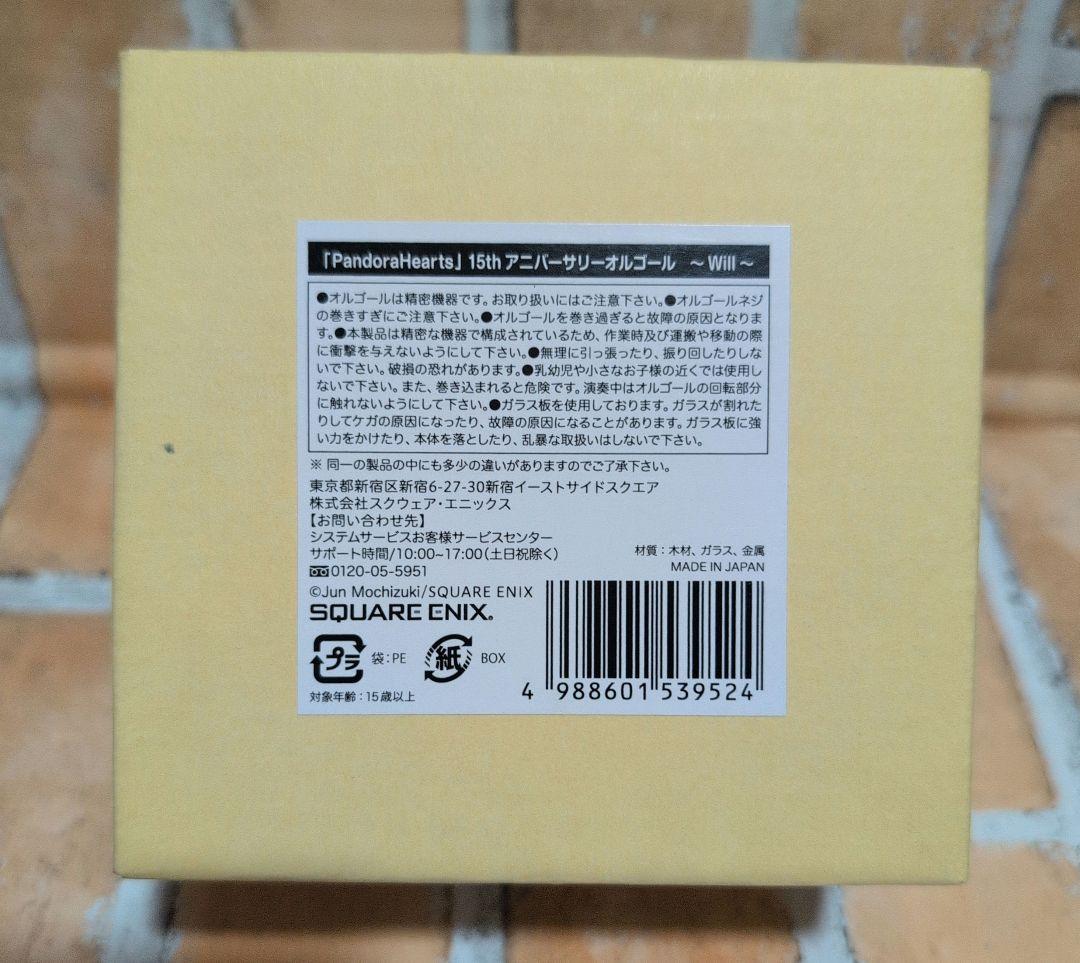 「PandoraHearts」 15th アニバーサリーオルゴール ～ Will ～
●オルゴールは精密機器です。お取り扱いにはご注意下さい。●オルゴールネジ
の巻きすぎにご注意下さい。●オルゴールを巻き過ぎると故障の原因となりま
す。●本製品は精密な機器で構成されているため、作業時及び運搬や移動の際
に衝撃を与えないようにして下さい。●無理に引っ張ったり、振り回したりしな
いで下さい。破損の恐れがあります。●乳幼児や小さなお子様の近くでは使用し
ないで下さい。また、巻き込まれると危険です。演奏中はオルゴールの回転部分
に触れないようにして下さい。●ガラス板を使用しております。ガラスが割れた
りしてケガの原因になったり、故障の原因になることがあります。ガラス板に強
い力をかけたり、本体を落としたり、乱暴な取扱いはしないで下さい。
※ 同一の製品の中にも多少の違いがありますのでご了承下さい。
東京都新宿区新宿6-27-30新宿イーストサイドスクエア
株式会社スクウェア・エニックス
【お問い合わせ先】
システムサービスお客様サービスセンター
サポート時間/10:00~17:00(土日祝除く)
0120-05-5951
材質：木材、ガラス、金属
MADE IN JAPAN
©Jun Mochizuki/SQUARE ENIX
SQUARE ENIX®
プラ 袋：PE 紙 BOX
対象年齢：15歳以上
4 988601 539524